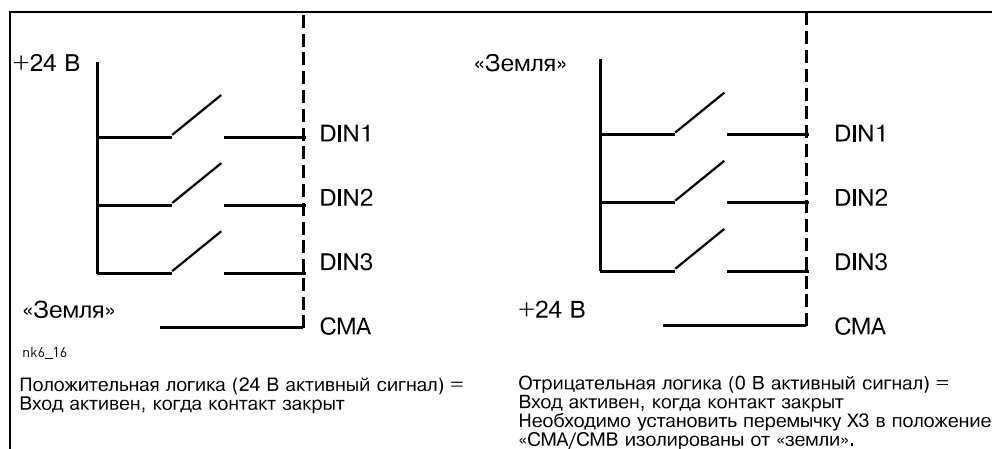 +24 В
DIN1
DIN2
DIN3
«Земля»
CMA
nk6_16
Положительная логика (24 В активный сигнал) =
Вход активен, когда контакт закрыт
«Земля»
DIN1
DIN2
DIN3
+24 В
CMA
Отрицательная логика (0 В активный сигнал) =
Вход активен, когда контакт закрыт
Необходимо установить перемычку X3 в положение
«CMA/CMB изолированы от «земли».